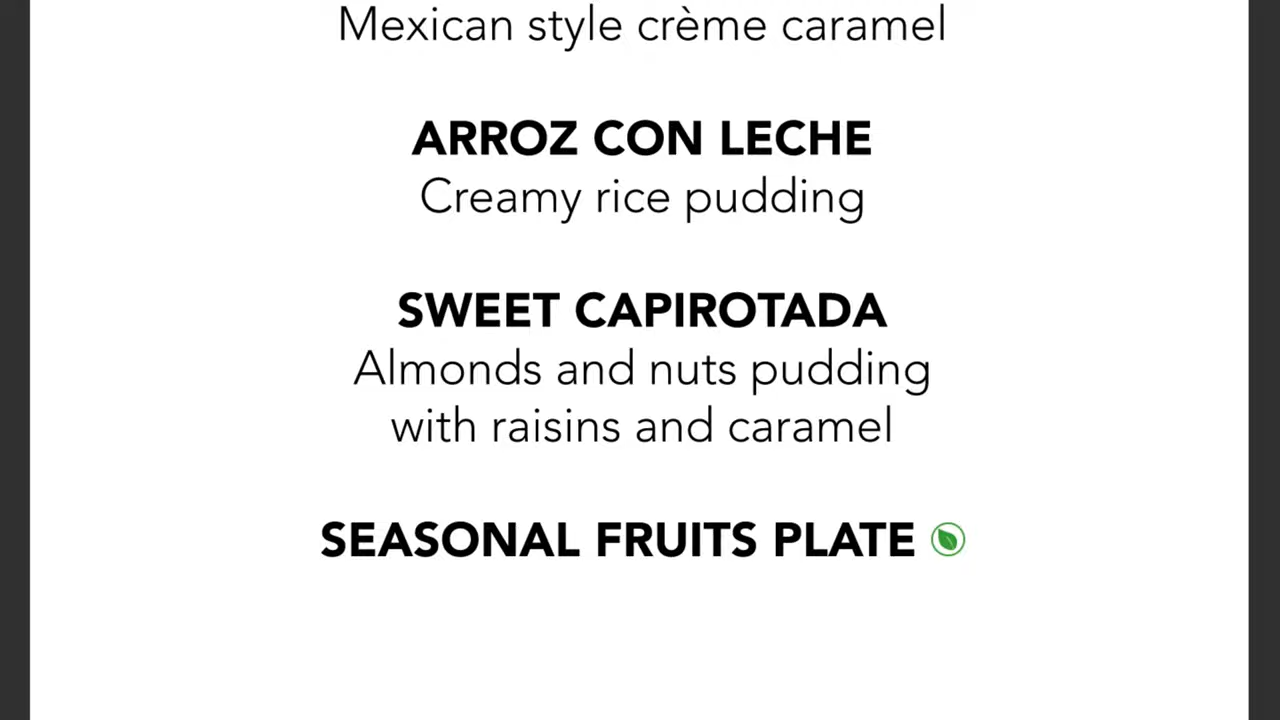 Mexican style crème caramel
ARROZ CON LECHE
Creamy rice pudding
SWEET CAPIROTADA
Almonds and nuts pudding
with raisins and caramel
SEASONAL FRUITS PLATE